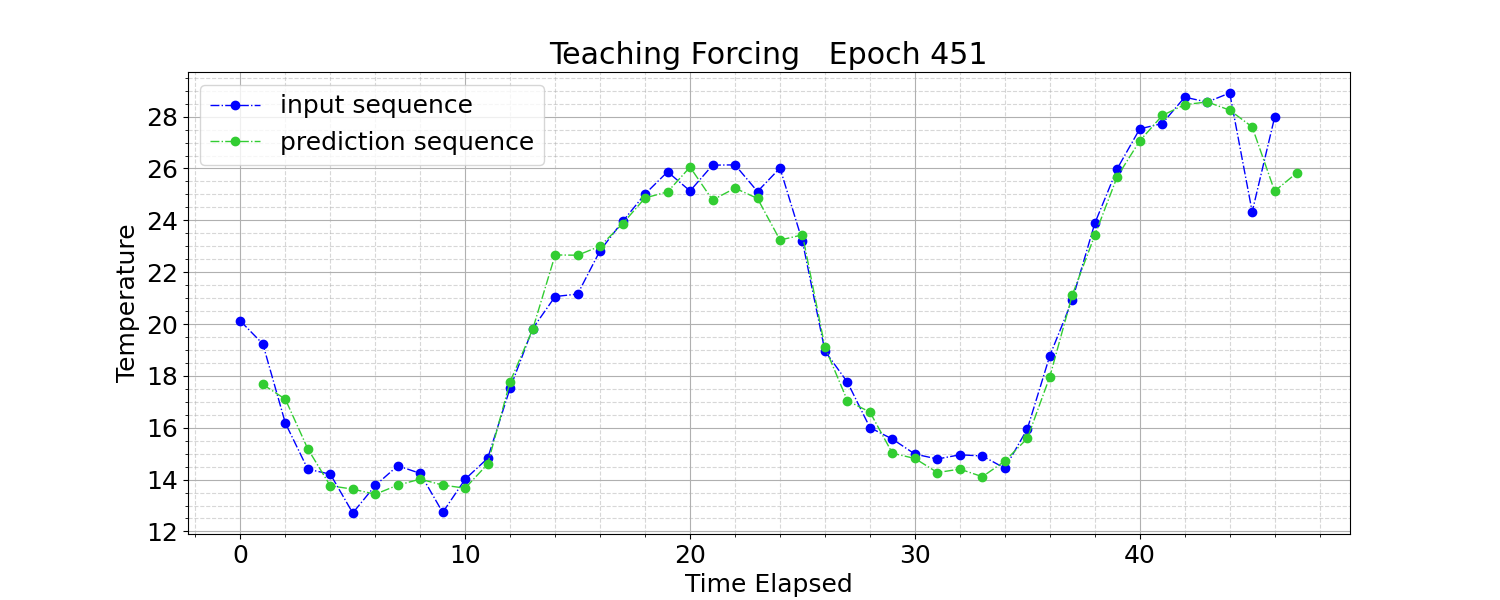 Teaching Forcing   Epoch 451
input sequence
prediction sequence
Temperature
28
26
24
22
20
18
16
14
12
0 10 20 30 40
Time Elapsed